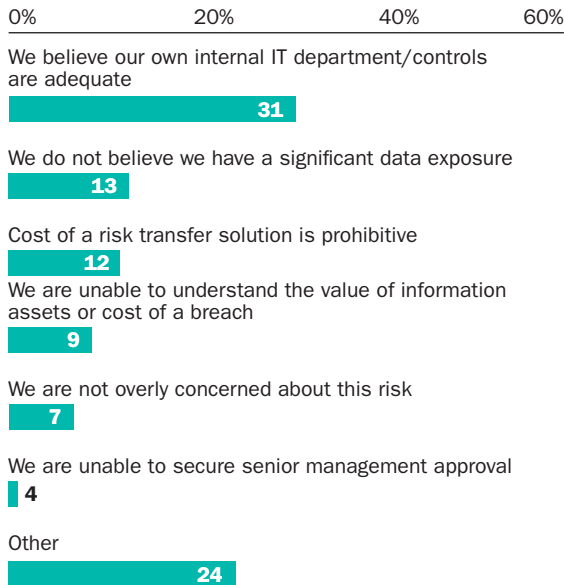 0% 20% 40% 60%
We believe our own internal IT department/controls
are adequate
31
We do not believe we have a significant data exposure
13
Cost of a risk transfer solution is prohibitive
12
We are unable to understand the value of information
assets or cost of a breach
9
We are not overly concerned about this risk
7
We are unable to secure senior management approval
4
Other
24